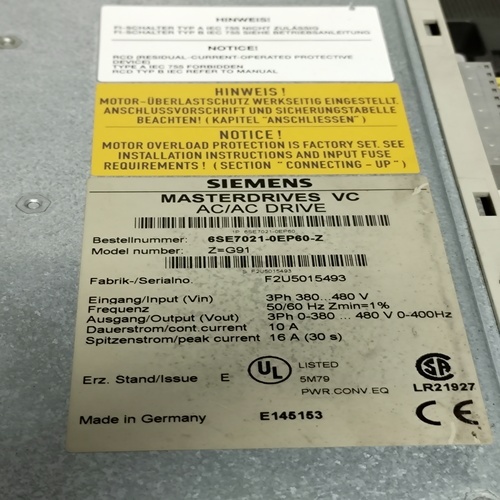 HINWEIS!
FI-SCHALTER TYP A IEC 755 NICHT ZULÄSSIG
FI-SCHALTER TYP B IEC 755 SIEHE BETRIEBSANLEITUNG
NOTICE!
RCD (RESIDUAL-CURRENT-OPERATED PROTECTIVE
DEVICE)
TYPE A IEC 755 FORBIDDEN
RCD TYP B IEC REFER TO MANUAL
HINWEIS !
MOTOR-ÜBERLASTSCHUTZ WERKSEITIG EINGESTELLT.
ANSCHLUSSVORSCHRIFT UND SICHERUNGSTABELLE
BEACHTEN! ( KAPITEL "ANSCHLIESSEN" )
NOTICE !
MOTOR OVERLOAD PROTECTION IS FACTORY SET. SEE
INSTALLATION INSTRUCTIONS AND INPUT FUSE
REQUIREMENTS ! ( SECTION " CONNECTING - UP" )
SIEMENS
MASTERDRIVES VC
AC/AC DRIVE
1P 6SE7021-0EP60
Bestellnummer: 6SE7021-0EP60-Z
Model number: Z=G91
S F2U5015493
Fabrik-/Serialno. F2U5015493
Eingang/Input (Vin) 3Ph 380...480 V
Frequenz 50/60 Hz Zmin=1%
Ausgang/Output (Vout) 3Ph 0-380 ... 480 V 0-400Hz
Dauerstrom/cont.current 10 A
Spitzenstrom/peak current 16 A (30 s)
Erz. Stand/Issue E UL LISTED
5M79
PWR.CONV.EQ
SA LR21927
Made in Germany E145153 CE